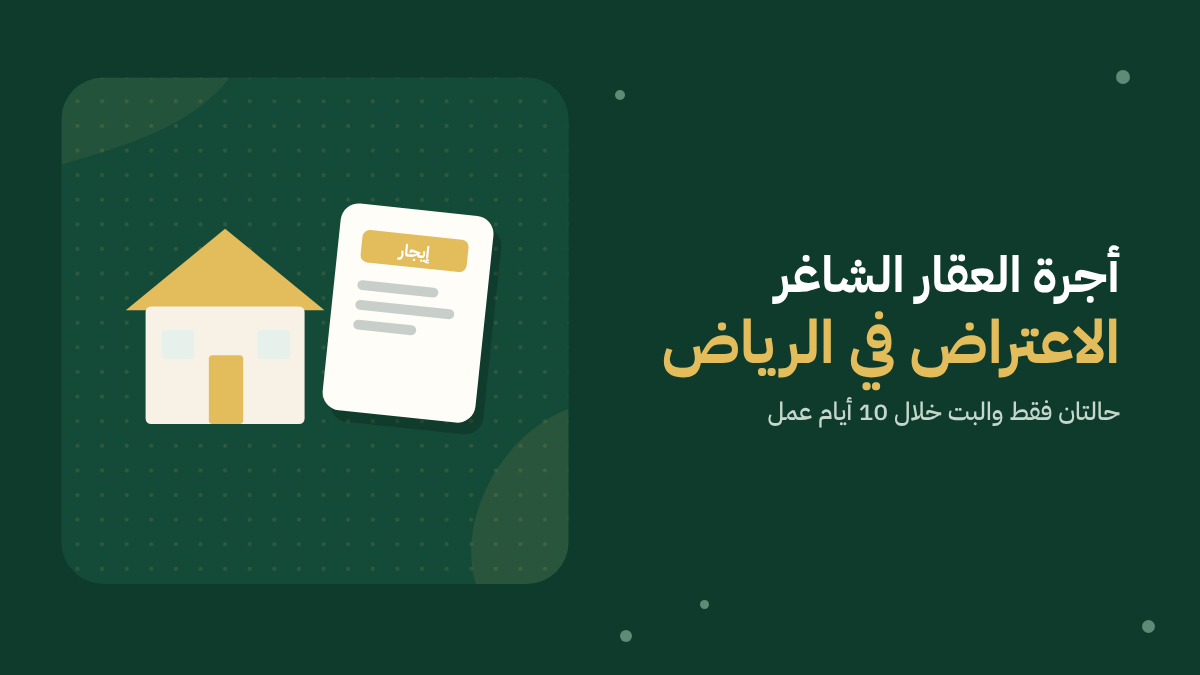 أجرة العقار الشاغر
الاعتراض في الرياض
حالتان فقط والبت خلال 10 أيام عمل
إيجار